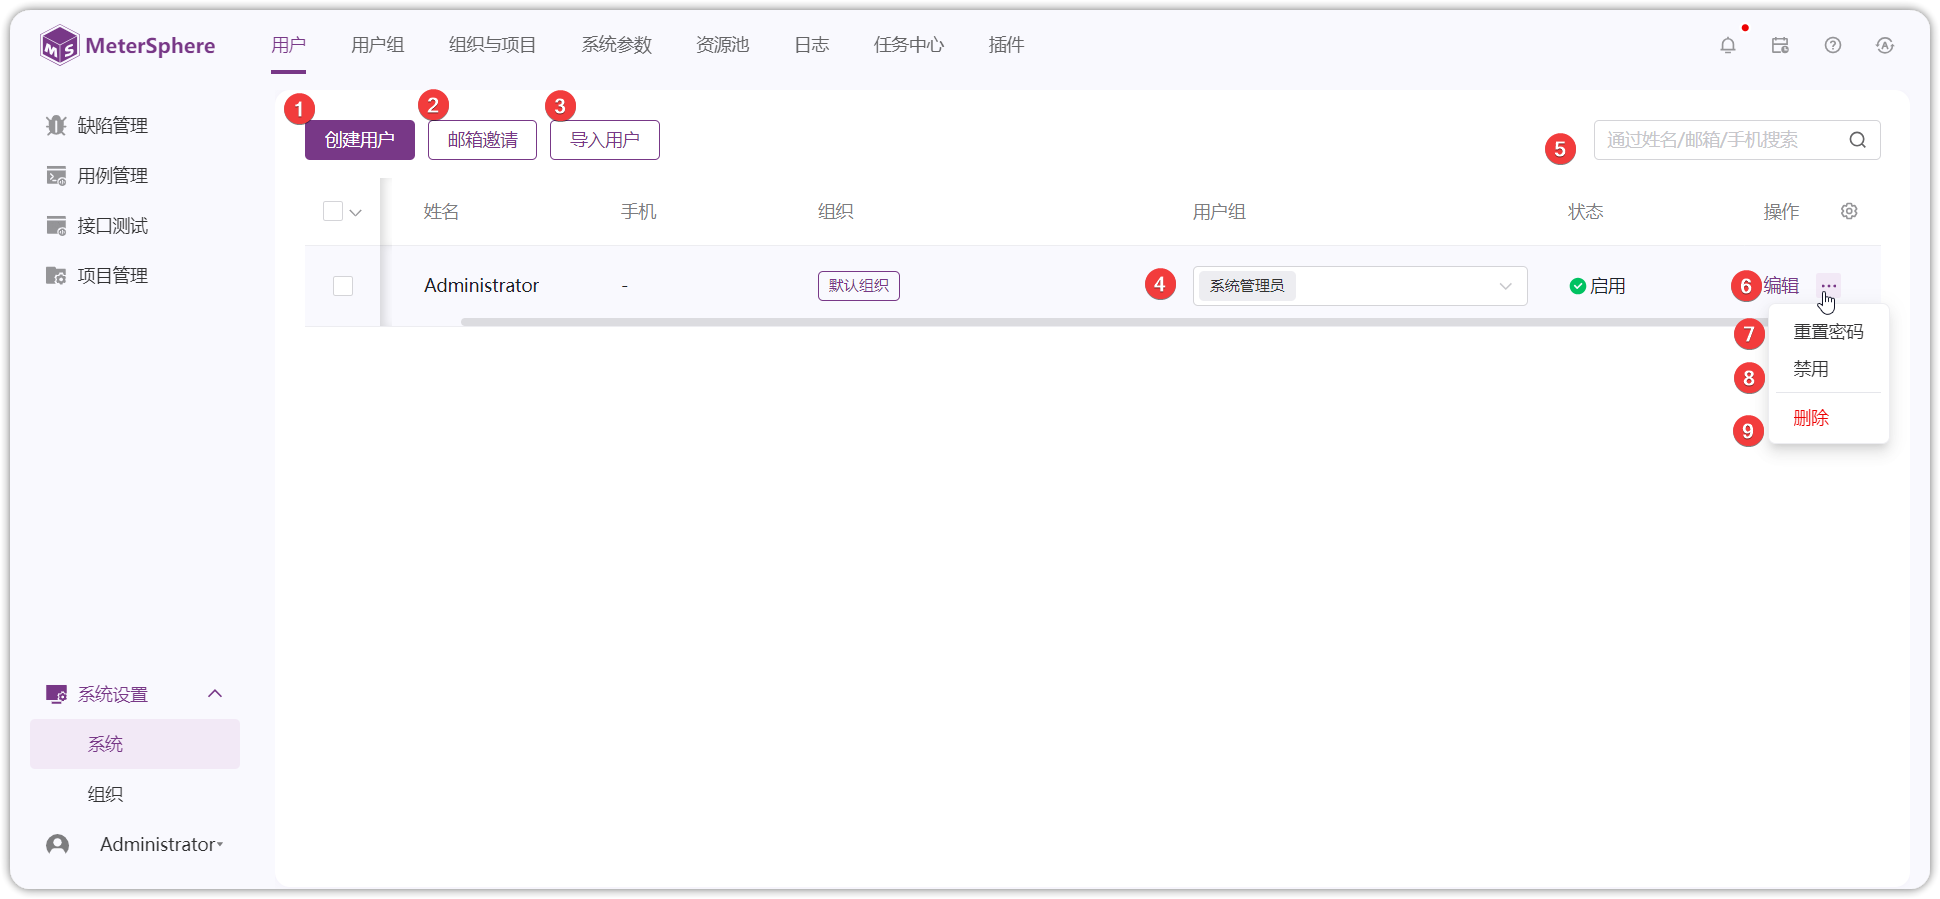 MS MeterSphere
用户 用户组 组织与项目 系统参数 资源池 日志 任务中心 插件
缺陷管理
用例管理
接口测试
项目管理
1 2 3
创建用户 邮箱邀请 导入用户
5 通过姓名/邮箱/手机搜索
姓名 手机 组织 用户组 状态 操作
Administrator - 默认组织 4 系统管理员 启用 6 编辑 ...
7 重置密码
8 禁用
9 删除
系统设置
系统
组织
Administrator